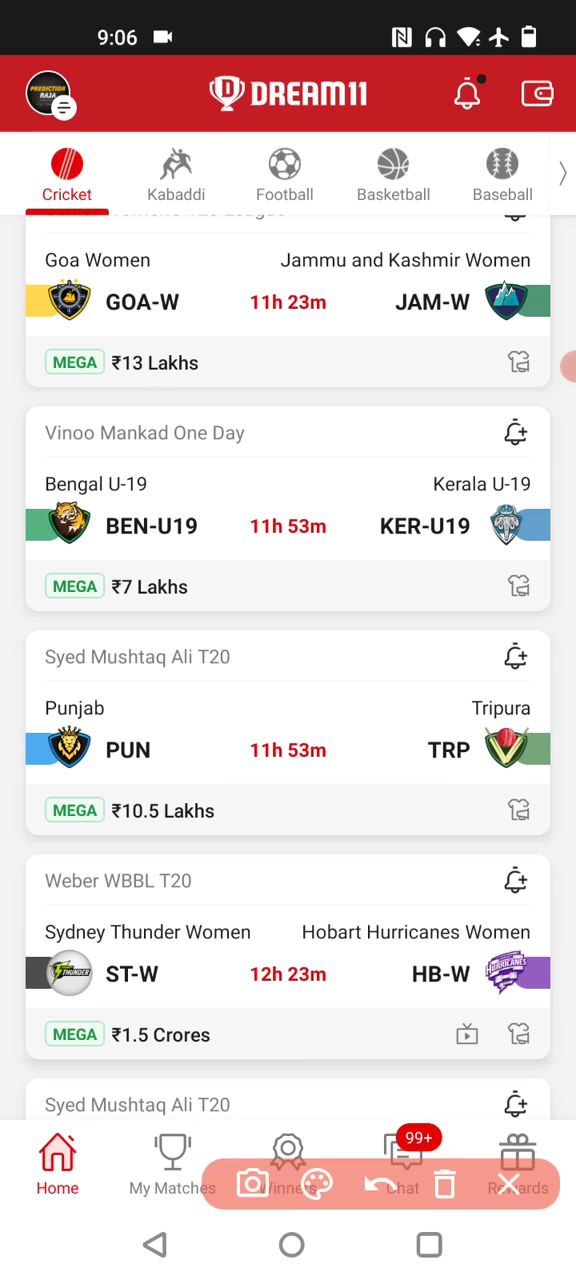 9:06
PREDICTION
RAJA
DREAM11
Cricket
Kabaddi
Football
Basketball
Baseball
Goa Women
Jammu and Kashmir Women
GOA-W
11h 23m
JAM-W
MEGA ₹13 Lakhs
Vinoo Mankad One Day
Bengal U-19
Kerala U-19
BEN-U19
11h 53m
KER-U19
MEGA ₹7 Lakhs
Syed Mushtaq Ali T20
Punjab
Tripura
PUN
11h 53m
TRP
MEGA ₹10.5 Lakhs
Weber WBBL T20
Sydney Thunder Women
Hobart Hurricanes Women
THUNDER
ST-W
12h 23m
HB-W
HURRICANES
MEGA ₹1.5 Crores
Syed Mushtaq Ali T20
99+
Home
My Matches
Winners
Chat
Rewards